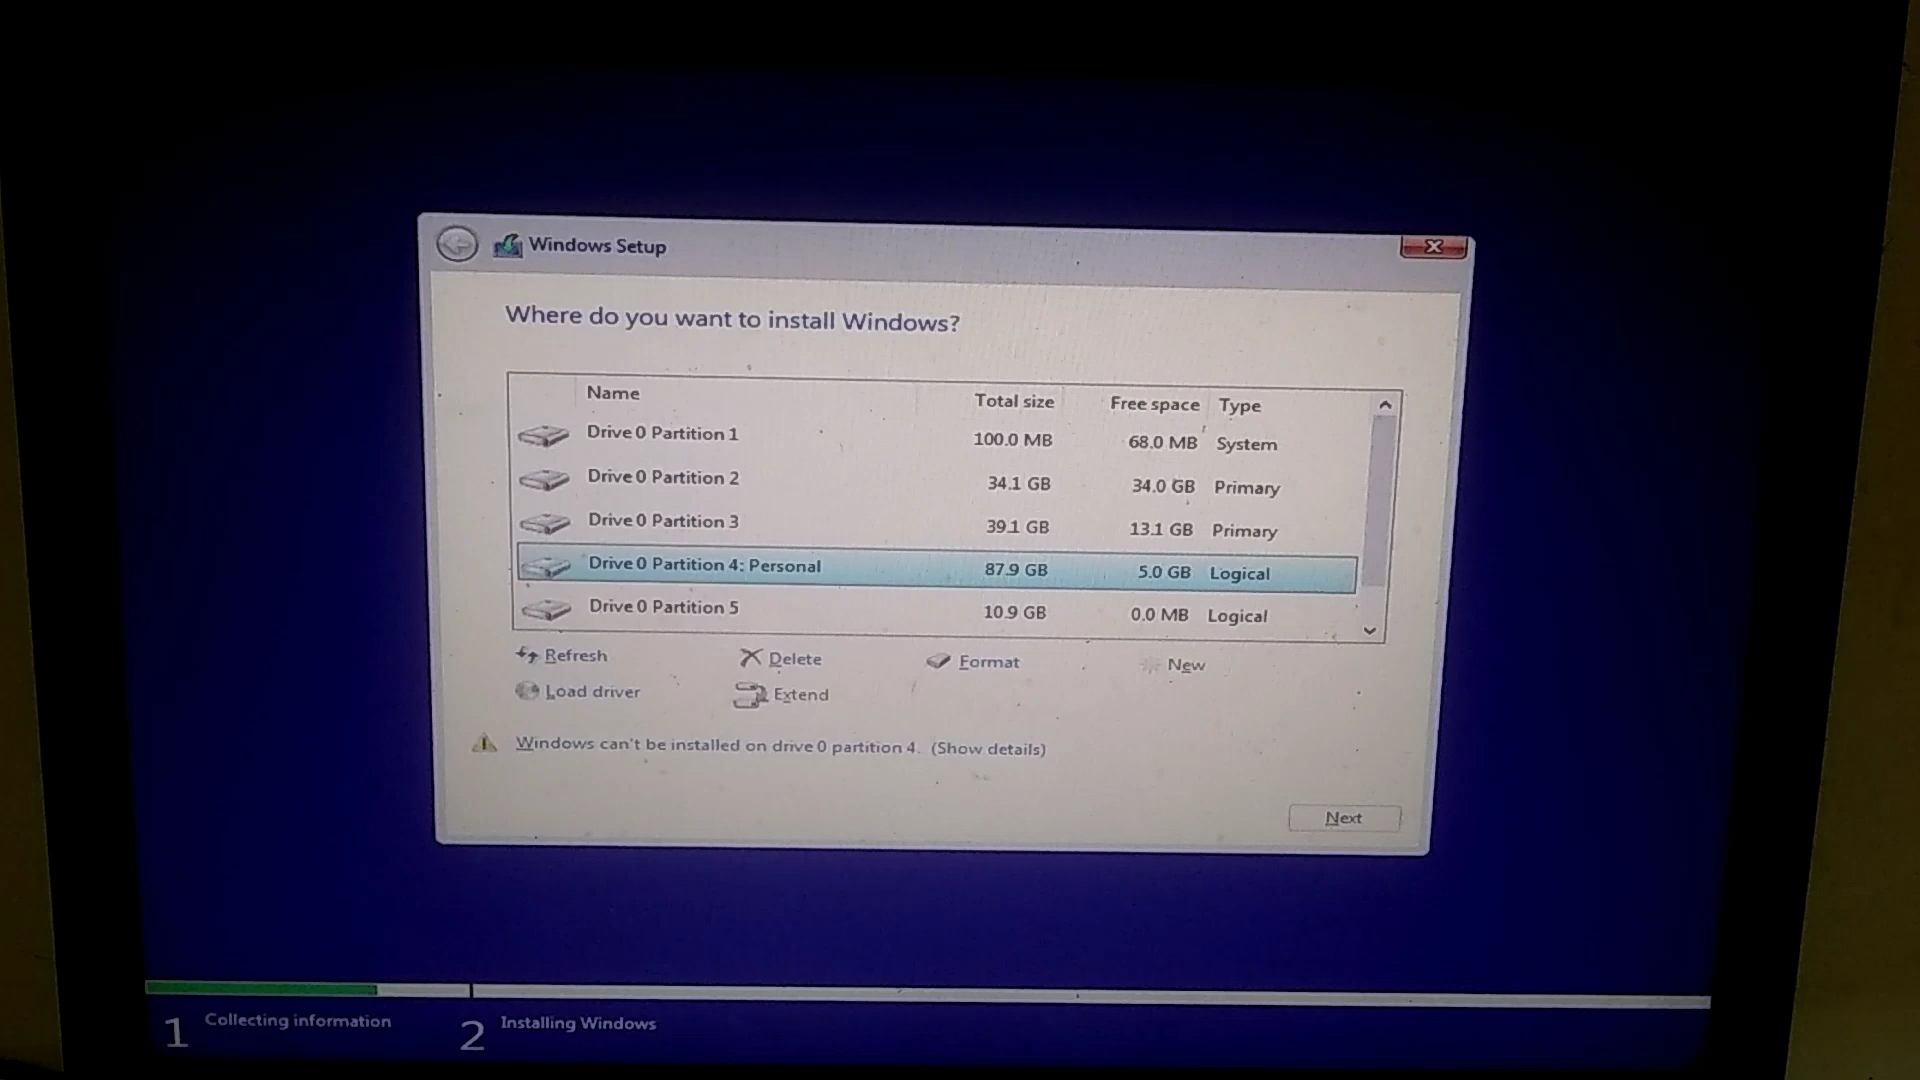 Windows Setup
Where do you want to install Windows?
Name Total size Free space Type
Drive 0 Partition 1 100.0 MB 68.0 MB System
Drive 0 Partition 2 34.1 GB 34.0 GB Primary
Drive 0 Partition 3 39.1 GB 13.1 GB Primary
Drive 0 Partition 4: Personal 87.9 GB 5.0 GB Logical
Drive 0 Partition 5 10.9 GB 0.0 MB Logical
Refresh Delete Format New
Load driver Extend
Windows can't be installed on drive 0 partition 4. (Show details)
Next
1 Collecting information 2 Installing Windows